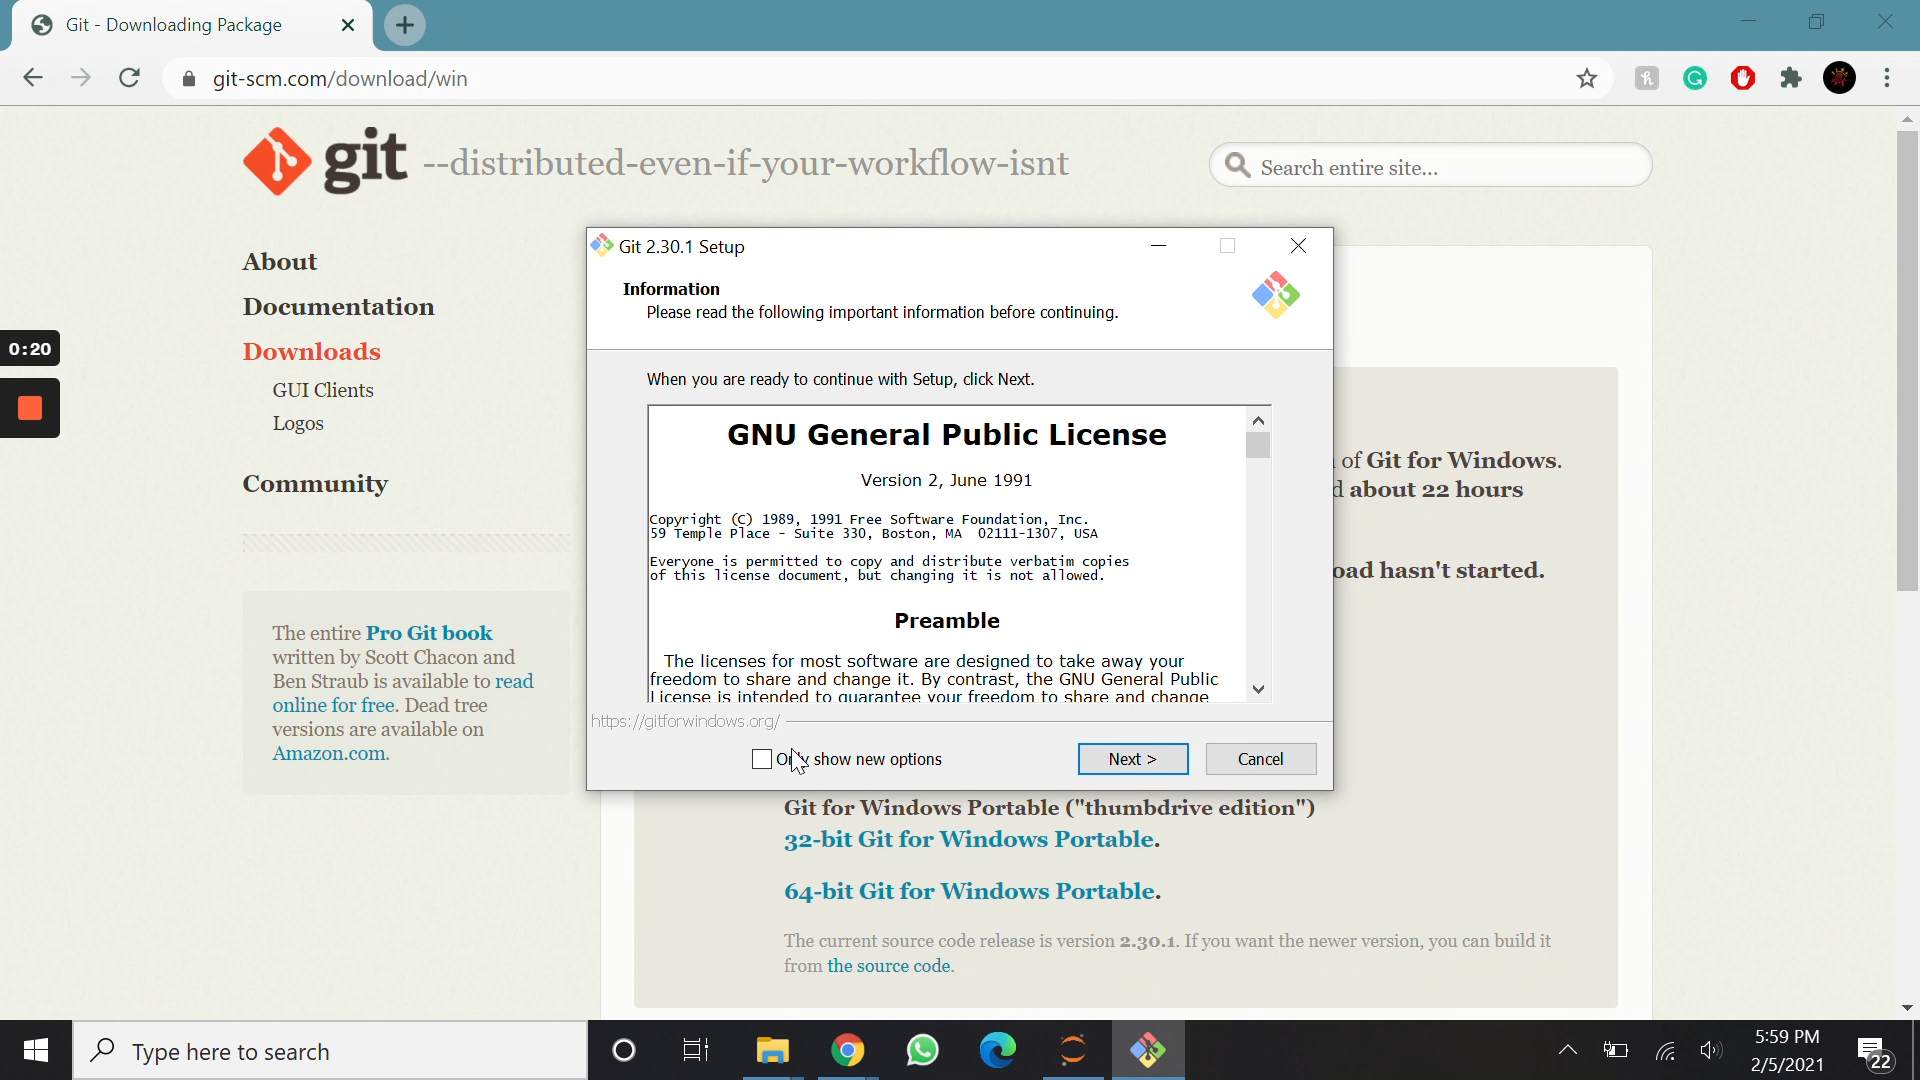 Git - Downloading Package
git-scm.com/download/win
git --distributed-even-if-your-workflow-isnt
Search entire site...
About
Documentation
Downloads
GUI Clients
Logos
Community
0:20
The entire Pro Git book
written by Scott Chacon and
Ben Straub is available to read
online for free. Dead tree
versions are available on
Amazon.com.
Git 2.30.1 Setup
Information
Please read the following important information before continuing.
When you are ready to continue with Setup, click Next.
GNU General Public License
Version 2, June 1991
Copyright (C) 1989, 1991 Free Software Foundation, Inc.
59 Temple Place - Suite 330, Boston, MA 02111-1307, USA
Everyone is permitted to copy and distribute verbatim copies
of this license document, but changing it is not allowed.
Preamble
The licenses for most software are designed to take away your
freedom to share and change it. By contrast, the GNU General Public
License is intended to guarantee your freedom to share and change
https://gitforwindows.org/
Only show new options
Next >
Cancel
of Git for Windows.
about 22 hours
hasn't started.
Git for Windows Portable ("thumbdrive edition")
32-bit Git for Windows Portable.
64-bit Git for Windows Portable.
The current source code release is version 2.30.1. If you want the newer version, you can build it
from the source code.
Type here to search
5:59 PM
2/5/2021
22